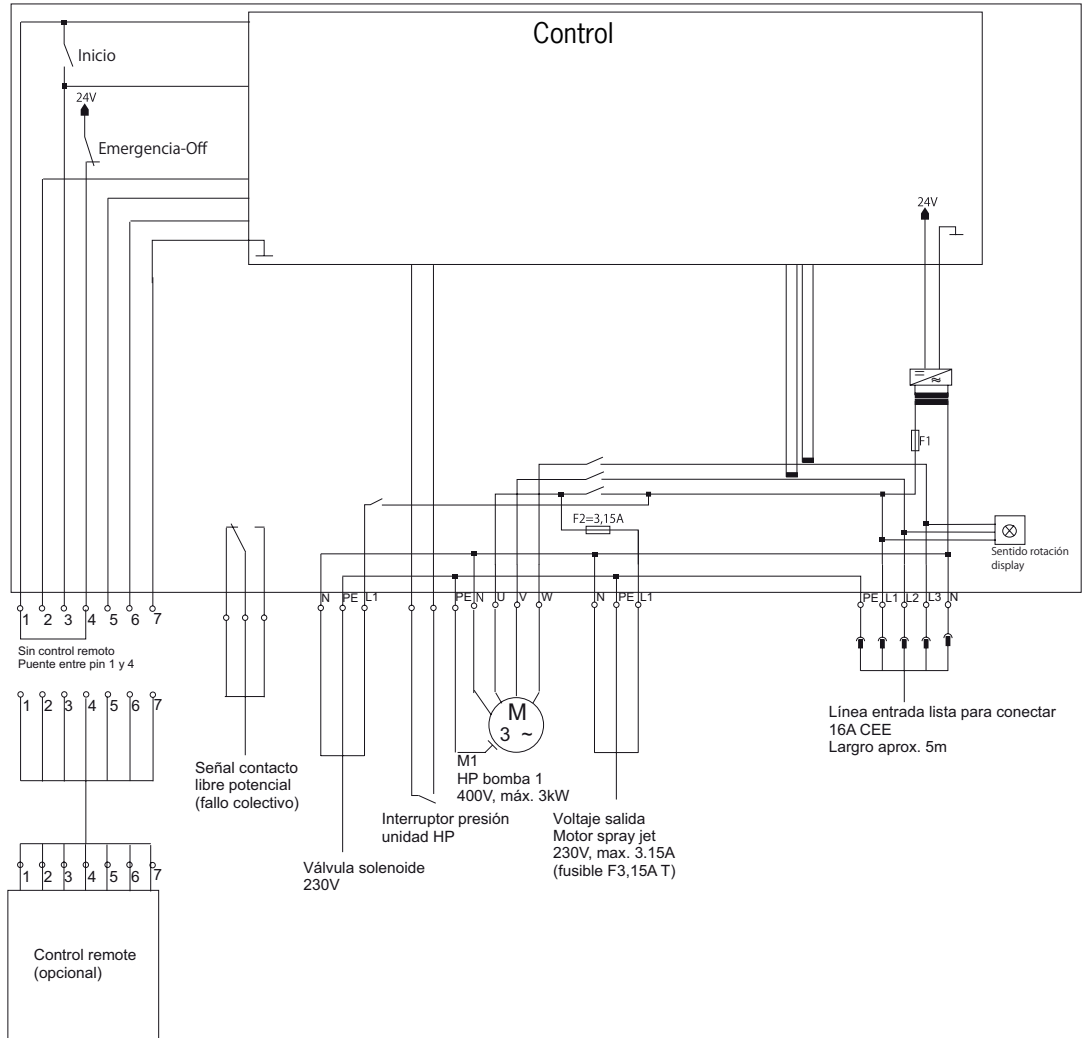 Control
Inicio
24V
Emergencia-Off
24V
F1
F2=3,15A
Sentido rotación
display
N PE L1
PE N U V W
N PE L1
PE L1 L2 L3 N
1 2 3 4 5 6 7
Sin control remoto
Puente entre pin 1 y 4
1 2 3 4 5 6 7
Señal contacto
libre potencial
(fallo colectivo)
M
3 ~
M1
HP bomba 1
400V, máx. 3kW
Interruptor presión
unidad HP
Válvula solenoide
230V
Voltaje salida
Motor spray jet
230V, max. 3.15A
(fusible F3,15A T)
Línea entrada lista para conectar
16A CEE
Largro aprox. 5m
1 2 3 4 5 6 7
Control remote
(opcional)